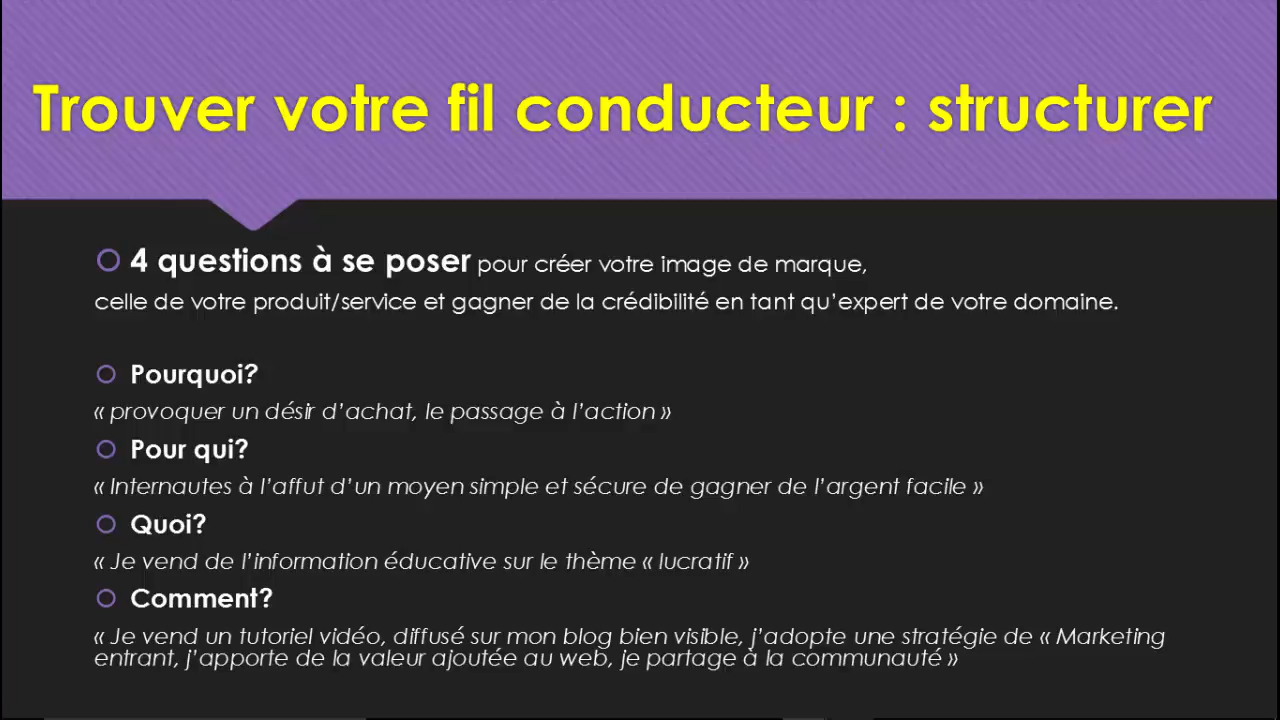 Trouver votre fil conducteur : structurer
4 questions à se poser pour créer votre image de marque,
celle de votre produit/service et gagner de la crédibilité en tant qu'expert de votre domaine.
Pourquoi?
« provoquer un désir d'achat, le passage à l'action »
Pour qui?
« Internautes à l'affut d'un moyen simple et sécure de gagner de l'argent facile »
Quoi?
« Je vend de l'information éducative sur le thème « lucratif »
Comment?
« Je vend un tutoriel vidéo, diffusé sur mon blog bien visible, j'adopte une stratégie de « Marketing
entrant, j'apporte de la valeur ajoutée au web, je partage à la communauté »